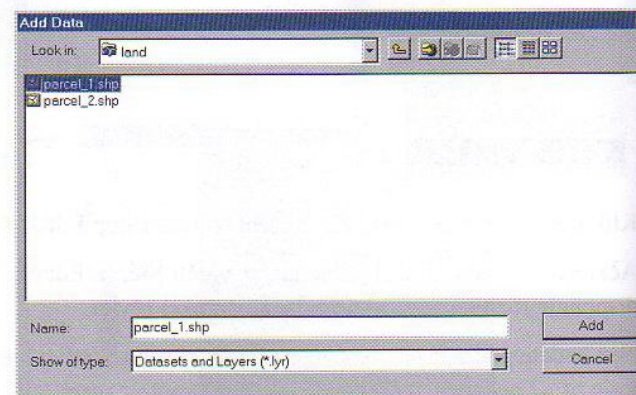 Add Data
Look in: land
parcel_1.shp
parcel_2.shp
Name: parcel_1.shp Add
Show of type: Datasets and Layers (*.lyr) Cancel